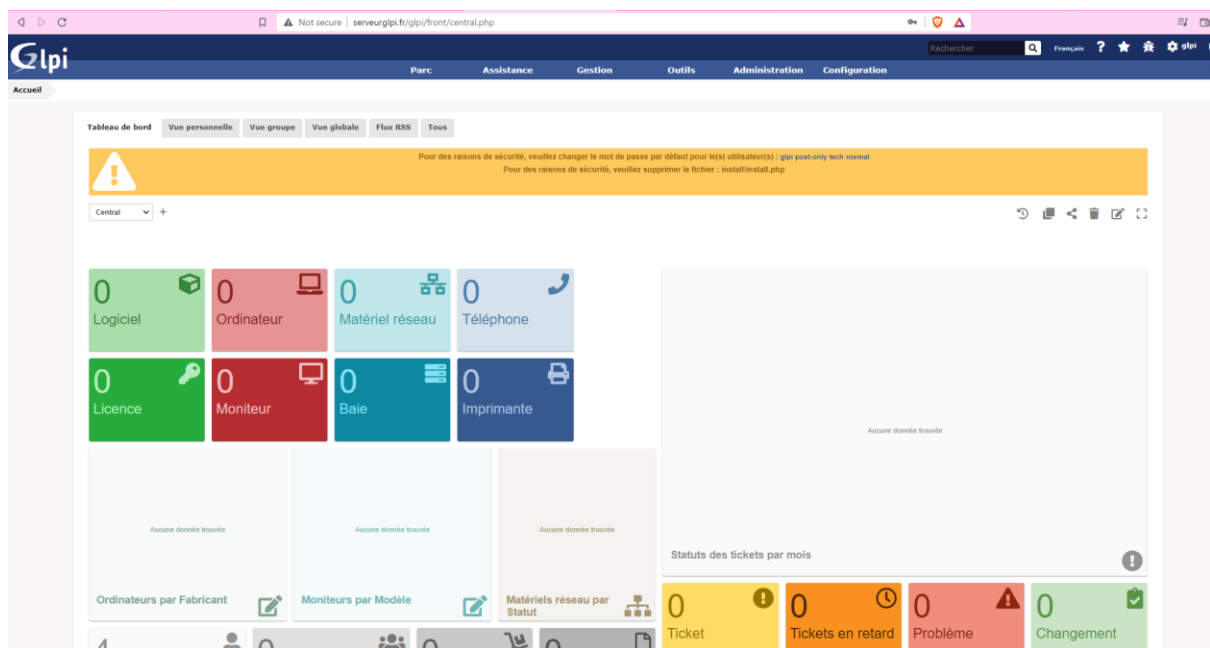 Not secure | serveurglpi.fr/glpi/front/central.php
Glpi
Rechercher
Français ? glpi
Parc Assistance Gestion Outils Administration Configuration
Accueil
Tableau de bord Vue personnelle Vue groupe Vue globale Flux RSS Tous
Pour des raisons de sécurité, veuillez changer le mot de passe par défaut pour le(s) utilisateur(s) : glpi post-only tech normal
Pour des raisons de sécurité, veuillez supprimer le fichier : install/install.php
Central +
0
Logiciel
0
Ordinateur
0
Matériel réseau
0
Téléphone
0
Licence
0
Moniteur
0
Baie
0
Imprimante
Aucune donnée trouvée
Statuts des tickets par mois
Aucune donnée trouvée
Ordinateurs par Fabricant
Aucune donnée trouvée
Moniteurs par Modèle
Aucune donnée trouvée
Matériels réseau par
Statut
0
Ticket
0
Tickets en retard
0
Problème
0
Changement
4
0
0
0